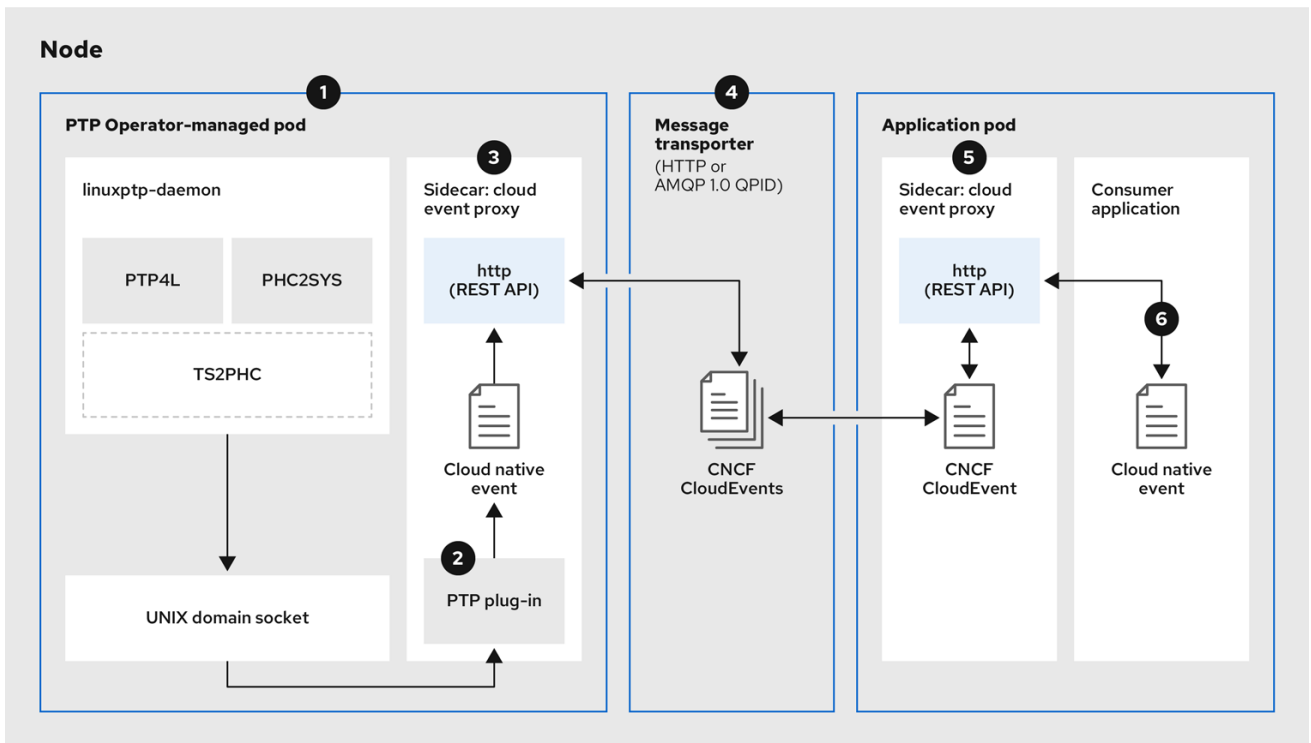 Node
1
PTP Operator-managed pod
linuxptp-daemon
PTP4L
PHC2SYS
TS2PHC
UNIX domain socket
3
Sidecar: cloud
event proxy
http
(REST API)
Cloud native
event
2
PTP plug-in
4
Message
transporter
(HTTP or
AMQP 1.0 QPID)
CNCF
CloudEvents
Application pod
5
Sidecar: cloud
event proxy
http
(REST API)
CNCF
CloudEvent
Consumer
application
6
Cloud native
event